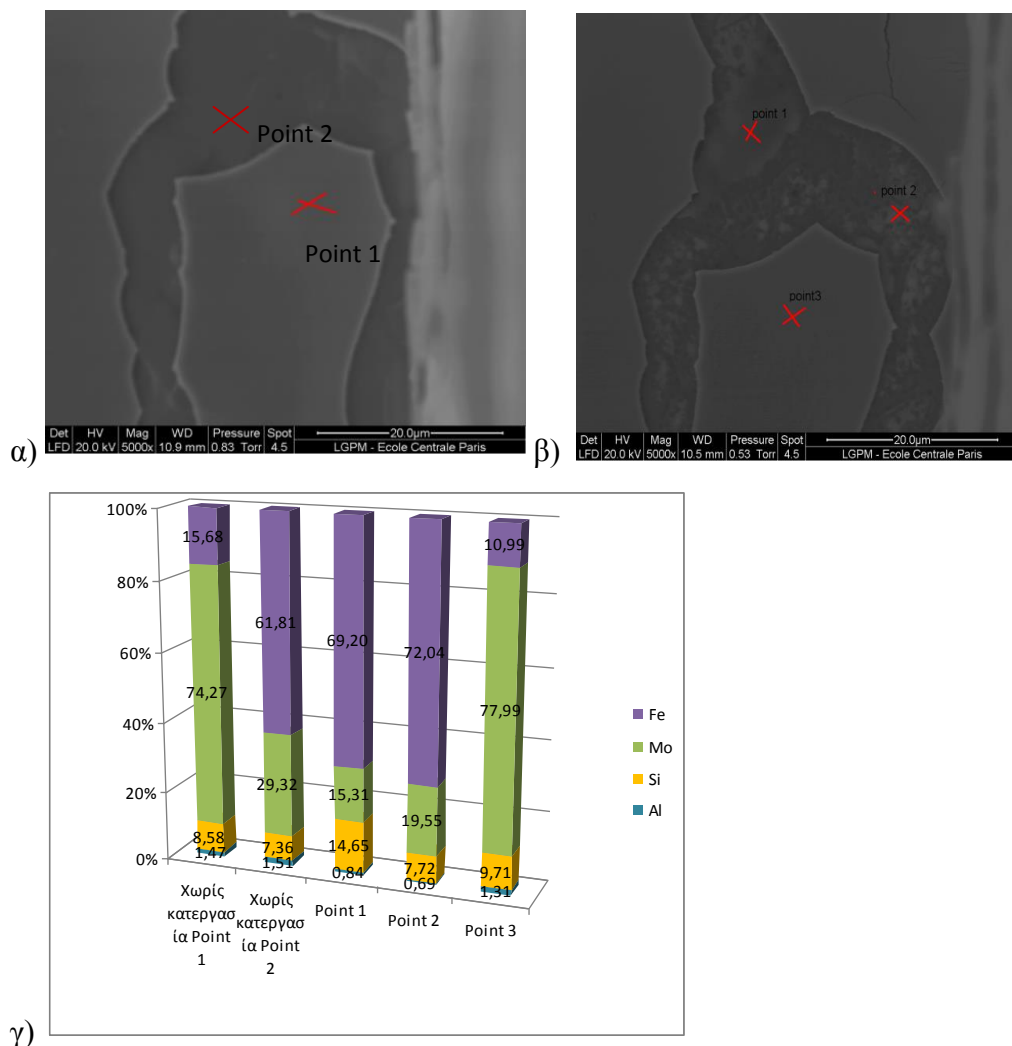 Point 2
Point 1
Det HV Mag WD Pressure Spot 20.0µm
LFD 20.0 kV 5000x 10.9 mm 0.83 Torr 4.5 LGPM - Ecole Centrale Paris
α)
point 1
point 2
point3
Det HV Mag WD Pressure Spot 20.0µm
LFD 20.0 kV 5000x 10.5 mm 0.53 Torr 4.5 LGPM - Ecole Centrale Paris
β)
100%
80%
60%
40%
20%
0%
15,68
74,27
8,58
1,47
61,81
29,32
7,36
1,51
69,20
15,31
14,65
0,84
72,04
19,55
7,72
0,69
10,99
77,99
9,71
1,31
Χωρίς
κατεργασ
ία Point
1
Χωρίς
κατεργασ
ία Point
2
Point 1
Point 2
Point 3
Fe
Mo
Si
Al
γ)